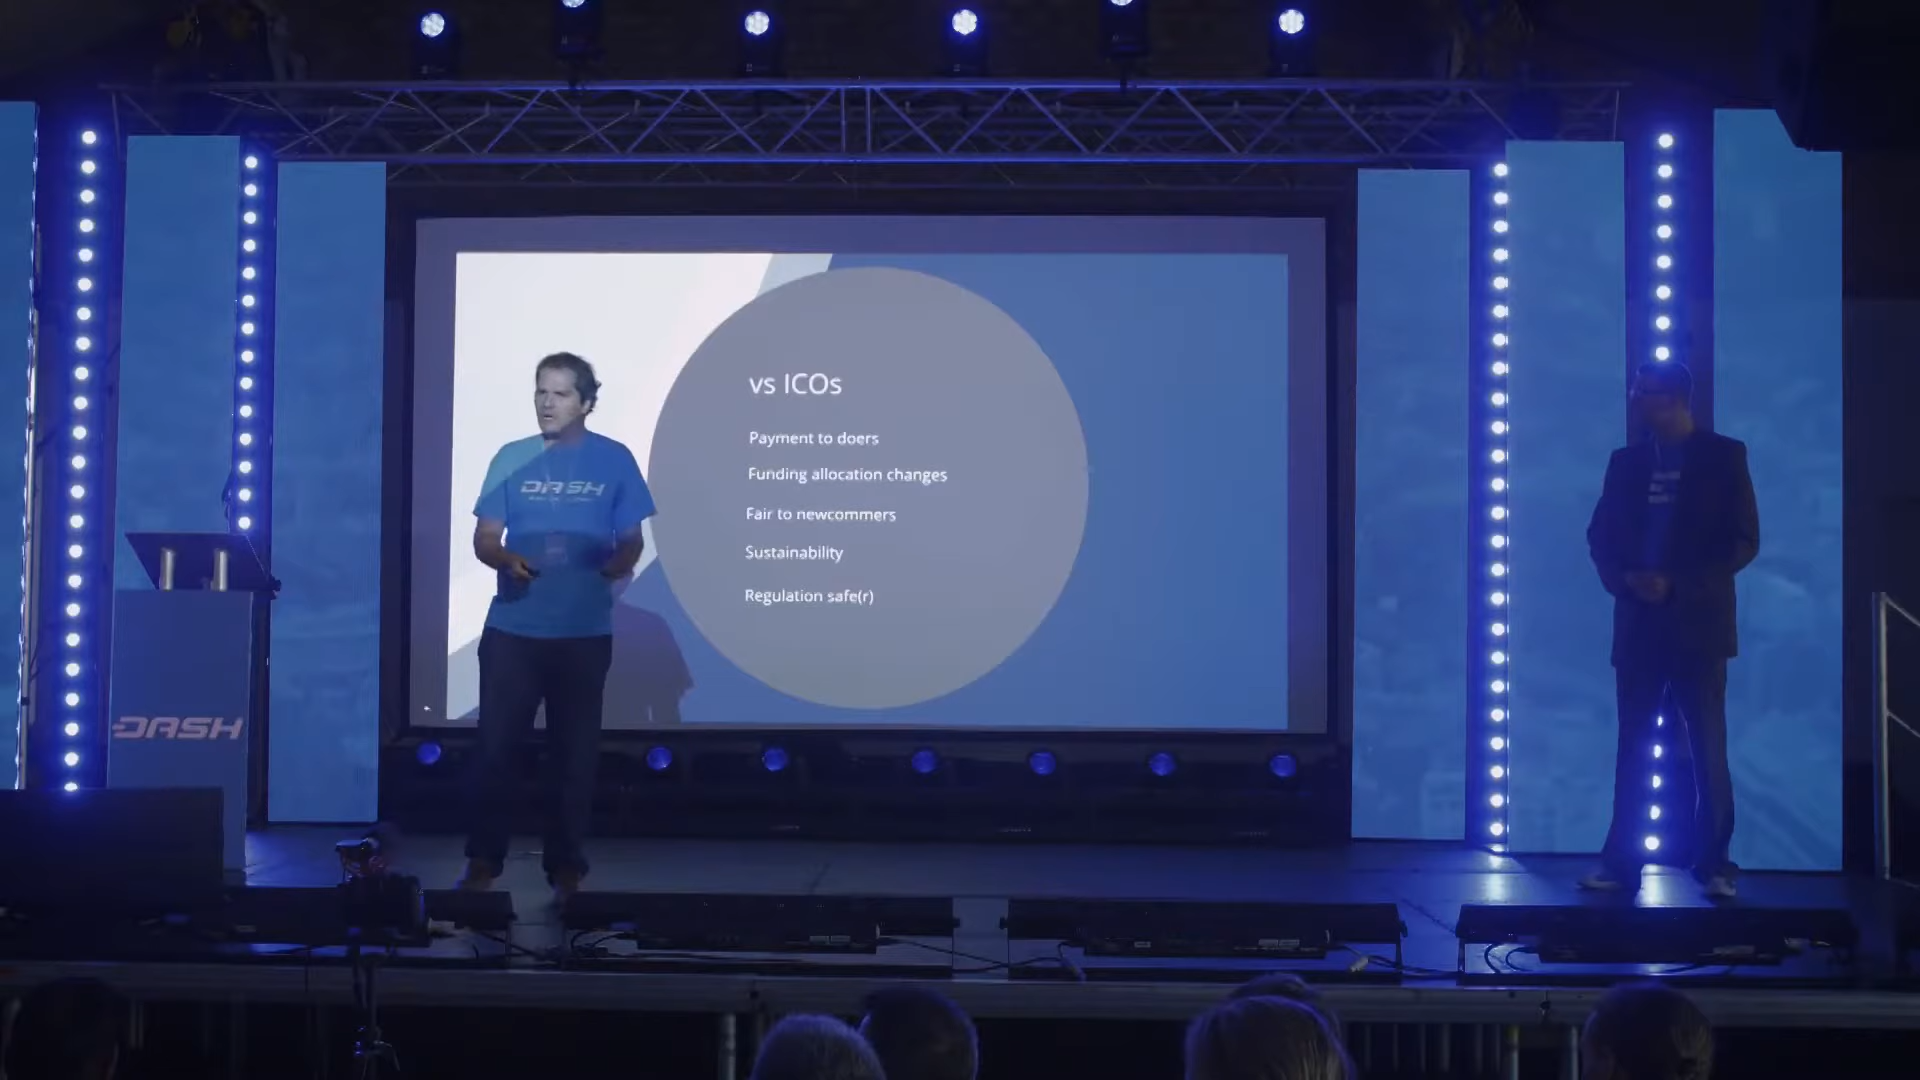 vs ICOs
Payment to doers
Funding allocation changes
Fair to newcommers
Sustainability
Regulation safe(r)
DASH
DASH